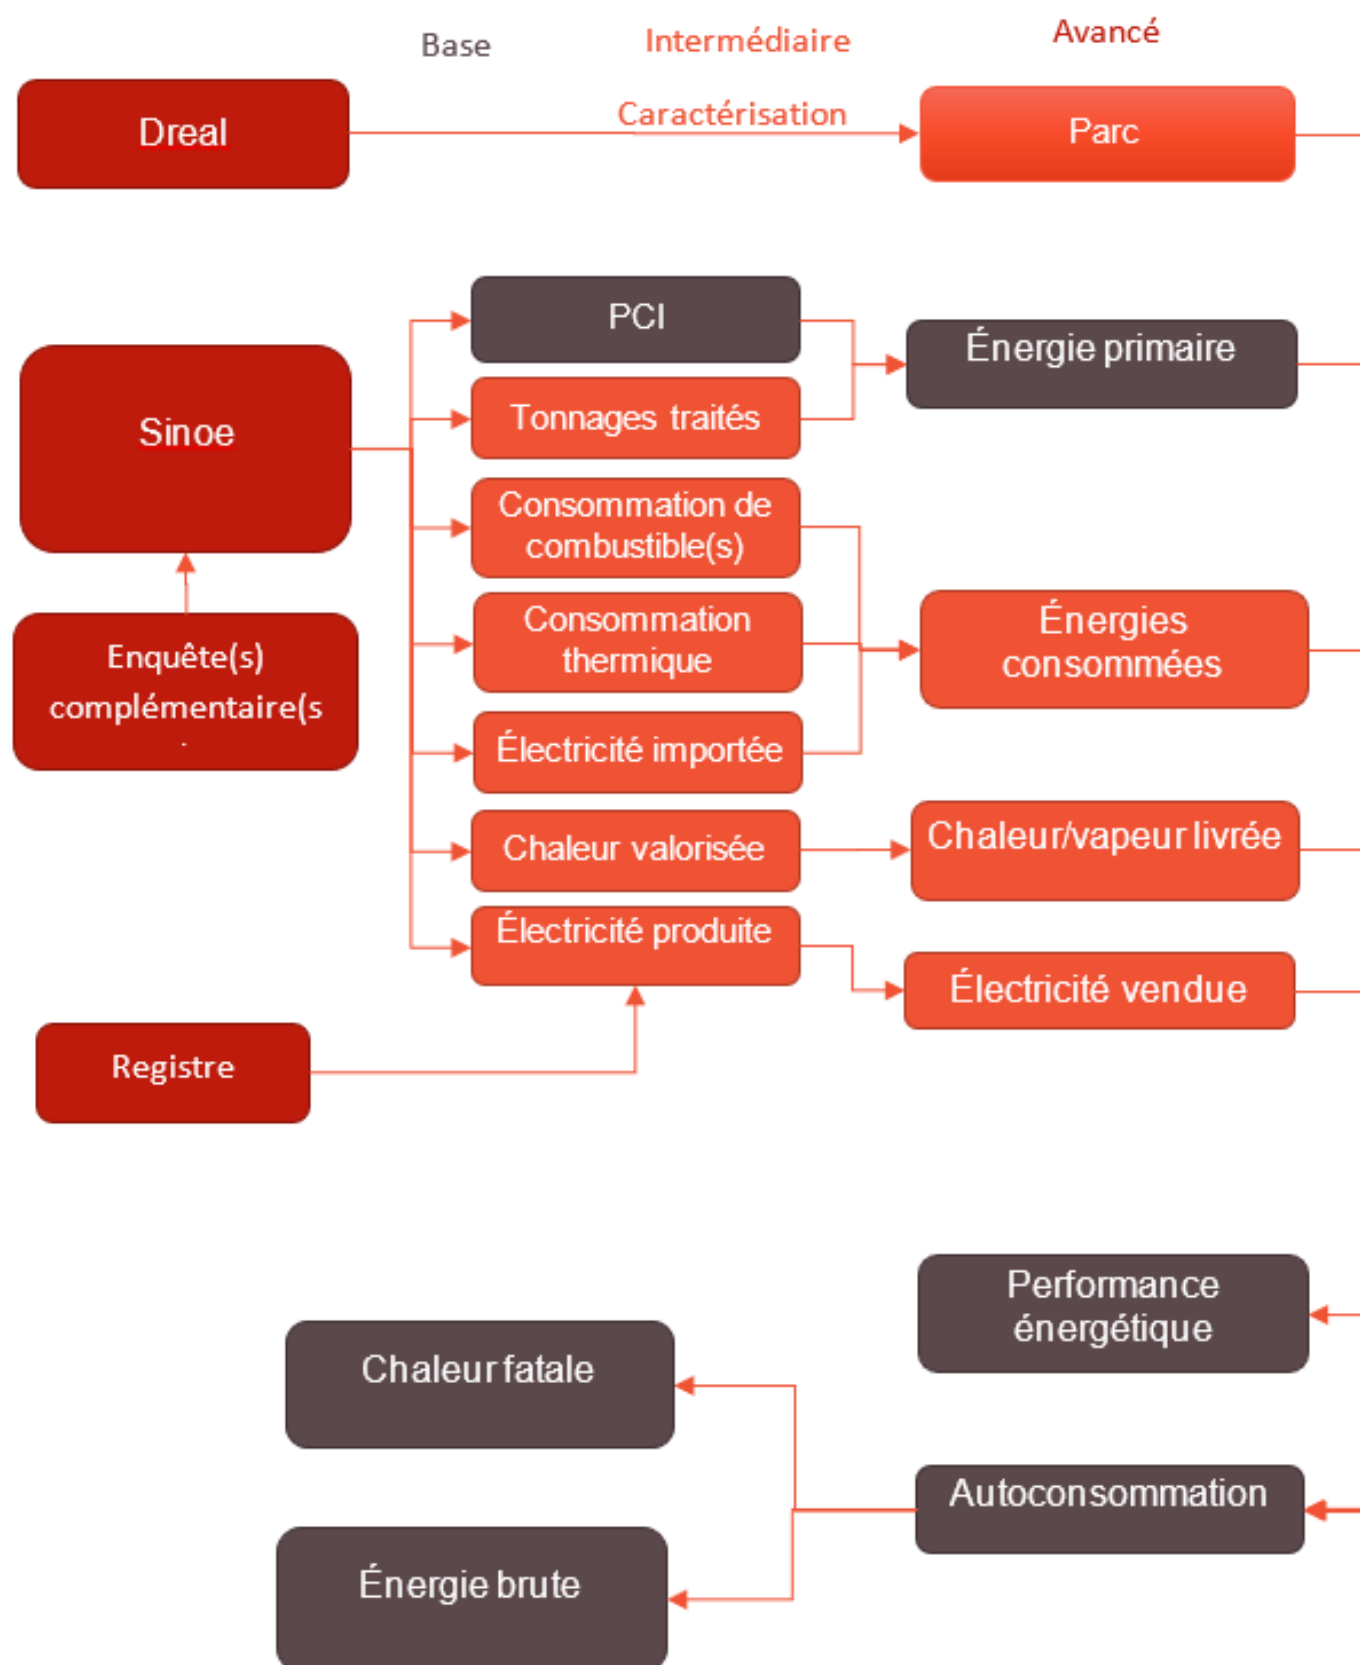 Base
Intermédiaire
Avancé
Dreal
Caractérisation
Parc
PCI
Énergie primaire
Sinoe
Tonnages traités
Consommation de
combustible(s)
Énergies
consommées
Enquête(s)
complémentaire(s
Consommation
thermique
Électricité importée
Chaleur valorisée
Chaleur/vapeur livrée
Électricité produite
Électricité vendue
Registre
Performance
énergétique
Chaleur fatale
Autoconsommation
Énergie brute